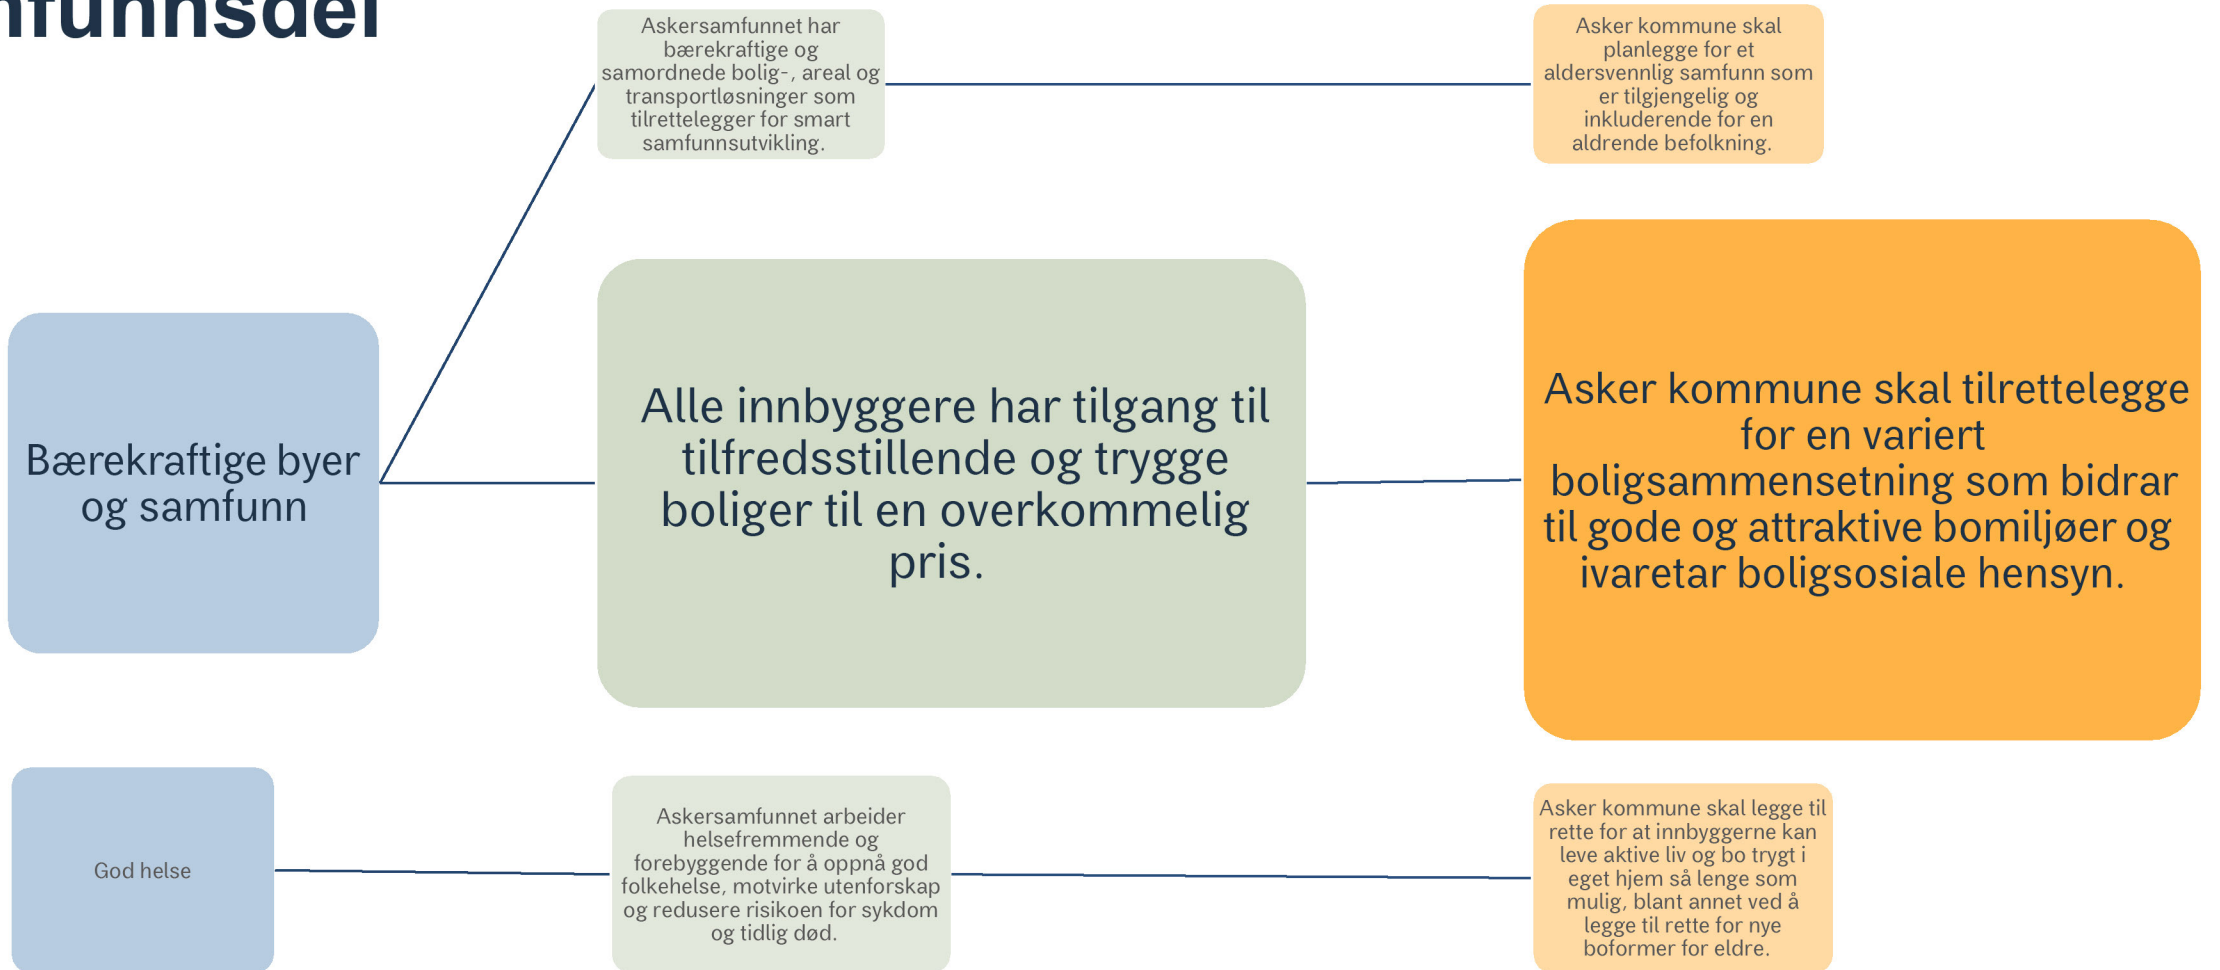 Askersamfunnet har
bærekraftige og
samordnede bolig-, areal og
transportløsninger som
tilrettelegger for smart
samfunnsutvikling.
Asker kommune skal
planlegge for et
aldersvennlig samfunn som
er tilgjengelig og
inkluderende for en
aldrende befolkning.
Bærekraftige byer
og samfunn
Alle innbyggere har tilgang til
tilfredsstillende og trygge
boliger til en overkommelig
pris.
Asker kommune skal tilrettelegge
for en variert
boligsammensetning som bidrar
til gode og attraktive bomiljøer og
ivaretar boligsosiale hensyn.
God helse
Askersamfunnet arbeider
helsefremmende og
forebyggende for å oppnå god
folkehelse, motvirke utenforskap
og redusere risikoen for sykdom
og tidlig død.
Asker kommune skal legge til
rette for at innbyggerne kan
leve aktive liv og bo trygt i
eget hjem så lenge som
mulig, blant annet ved å
legge til rette for nye
boformer for eldre.